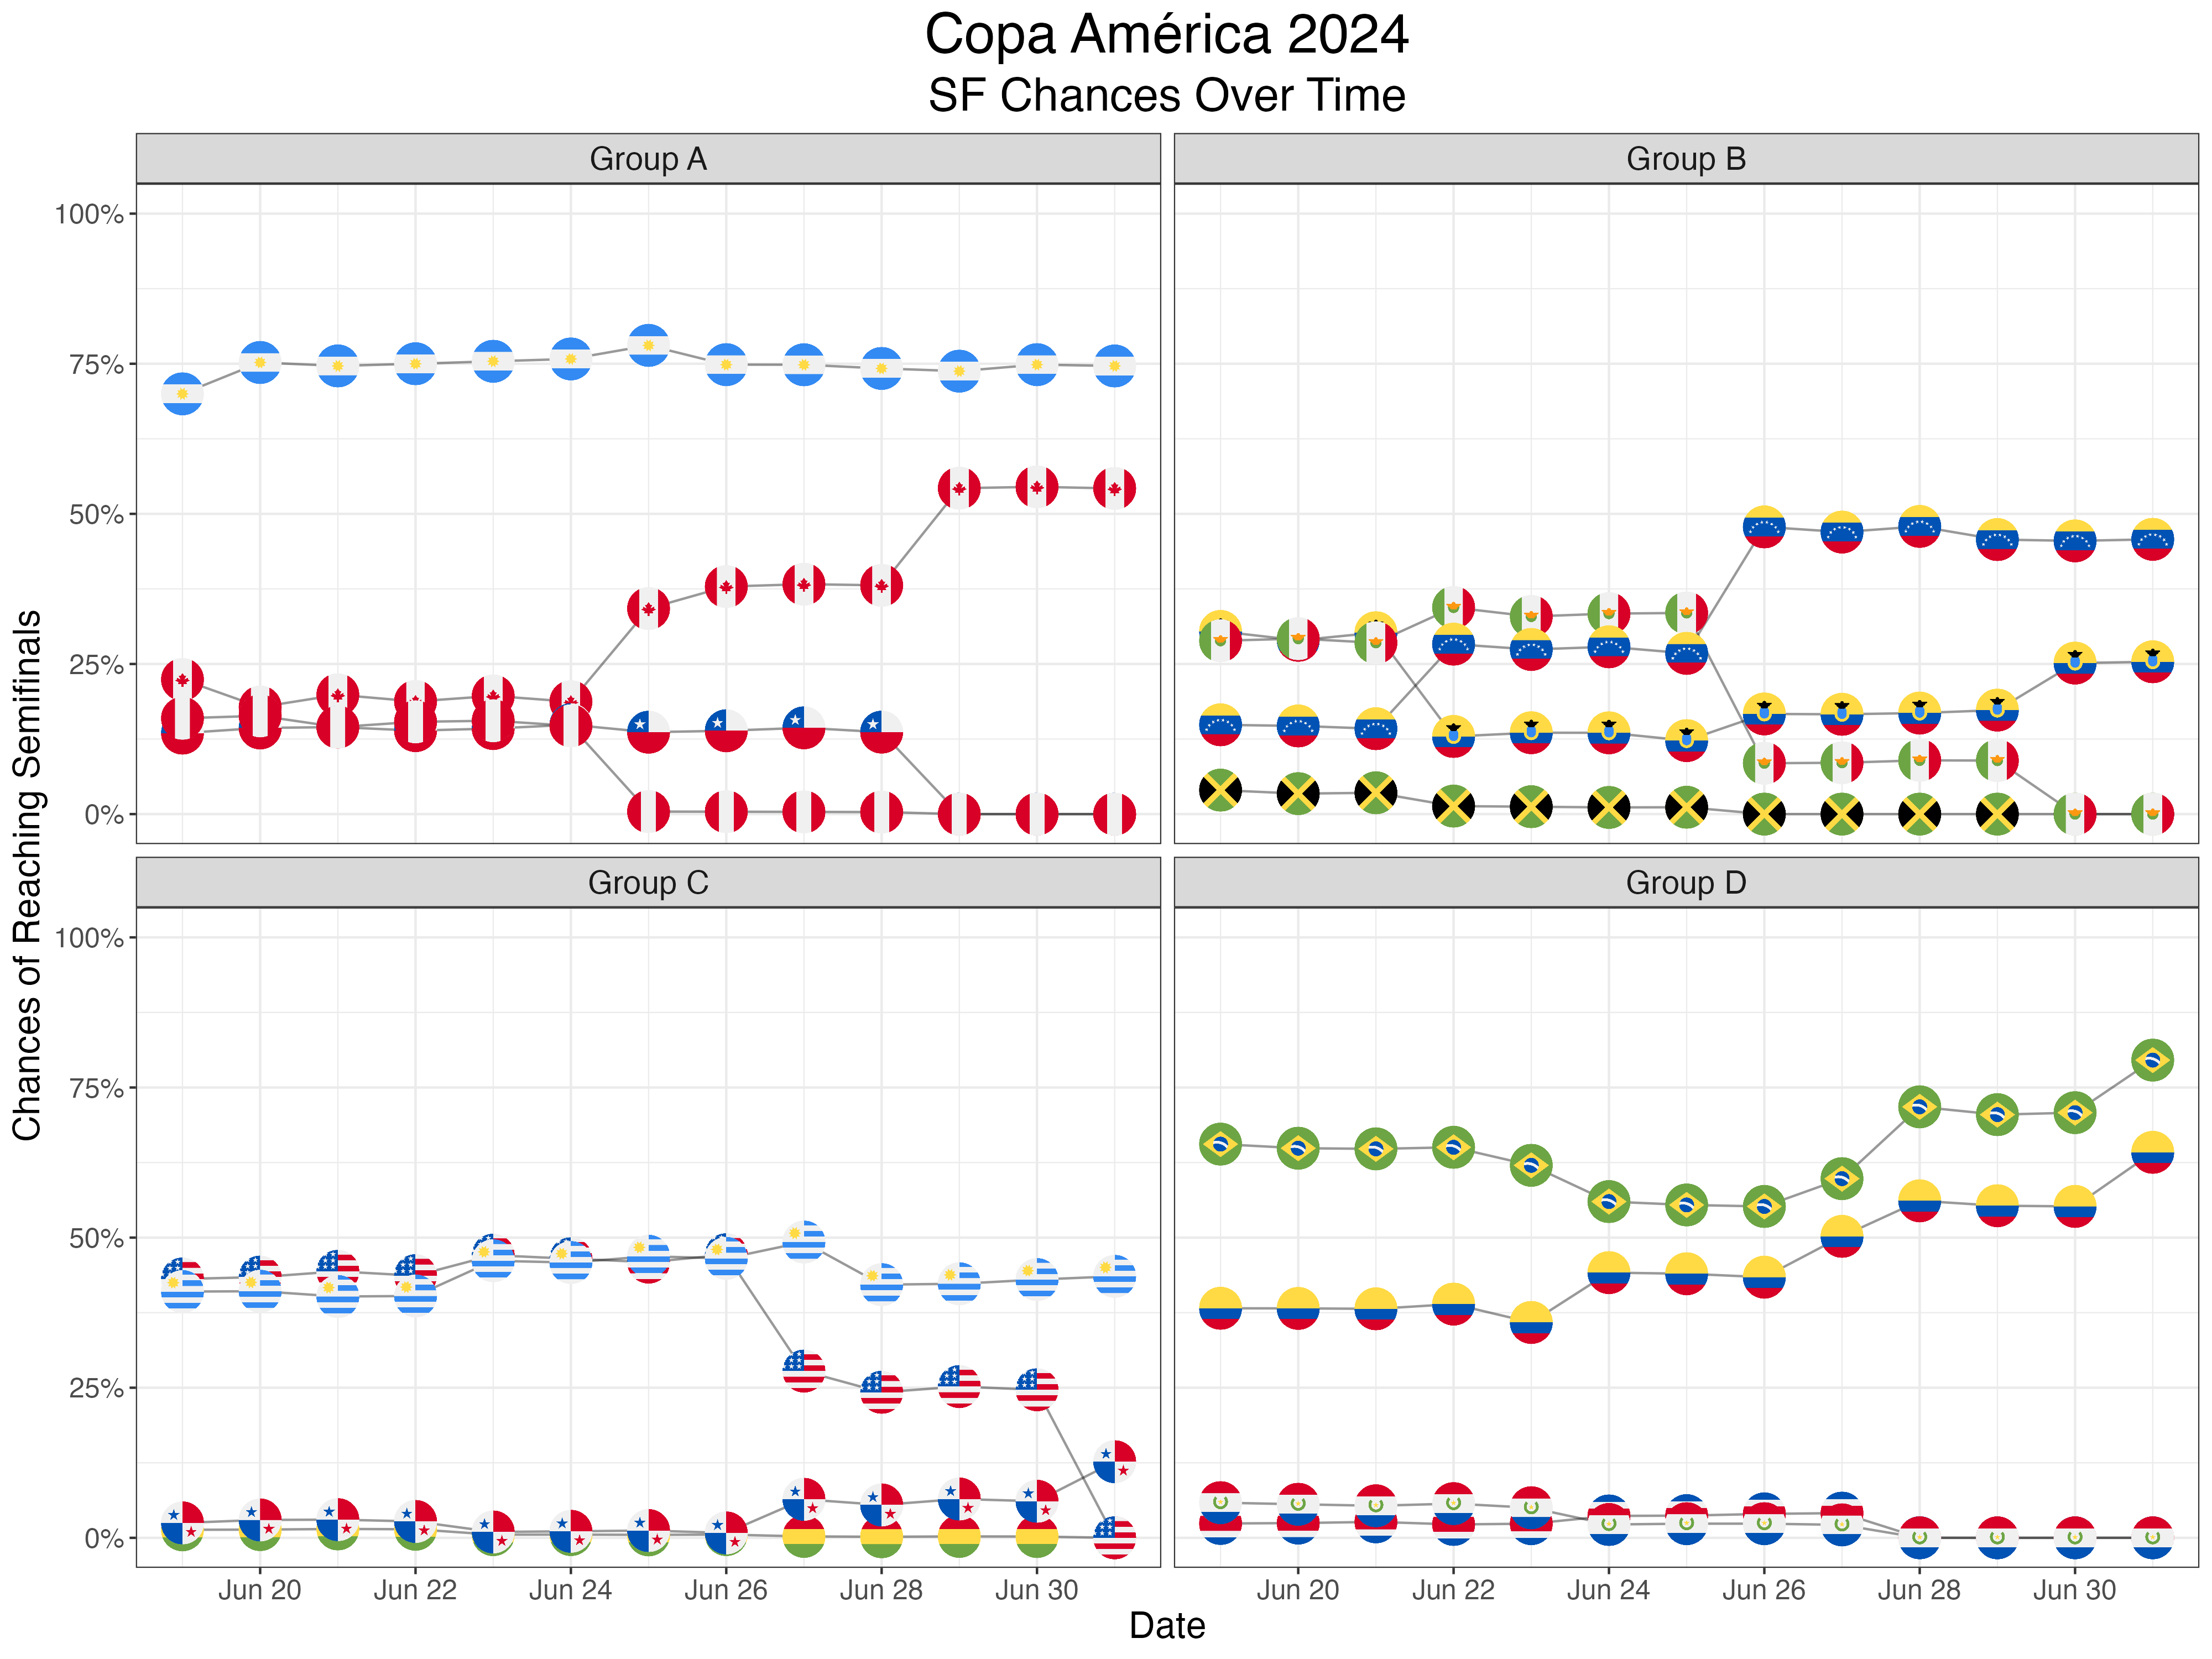 Copa América 2024
SF Chances Over Time
Group A
Group B
100%
75%
50%
25%
0%
Group C
Group D
100%
75%
50%
25%
0%
Chances of Reaching Semifinals
Jun 20 Jun 22 Jun 24 Jun 26 Jun 28 Jun 30
Jun 20 Jun 22 Jun 24 Jun 26 Jun 28 Jun 30
Date